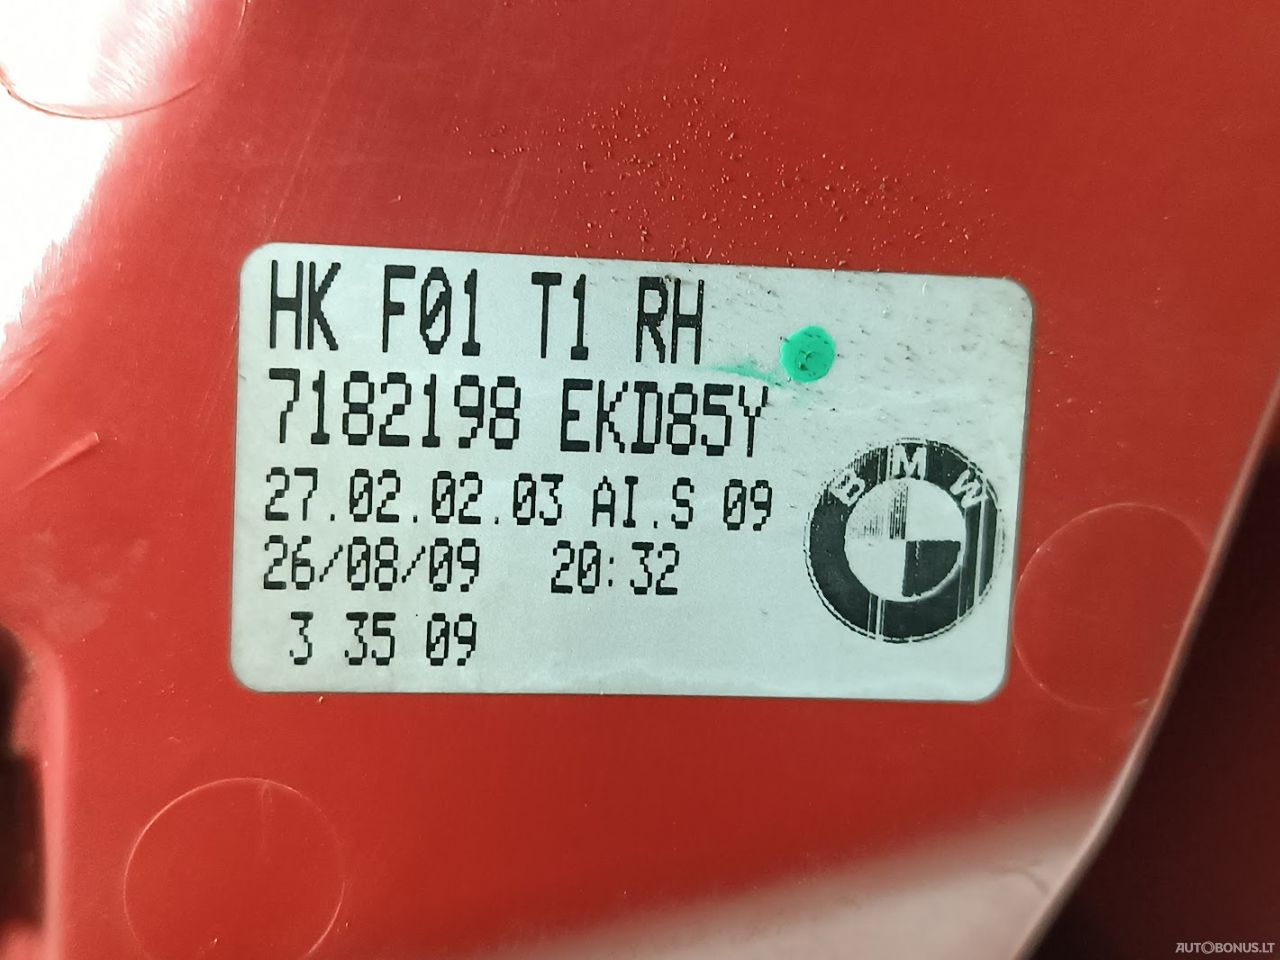 HK F01 T1 RH
7182198 EKD85Y
27.02.02.03 AI.S 09
26/08/09 20:32
3 35 09
BMW
AUTOBONUS.LT